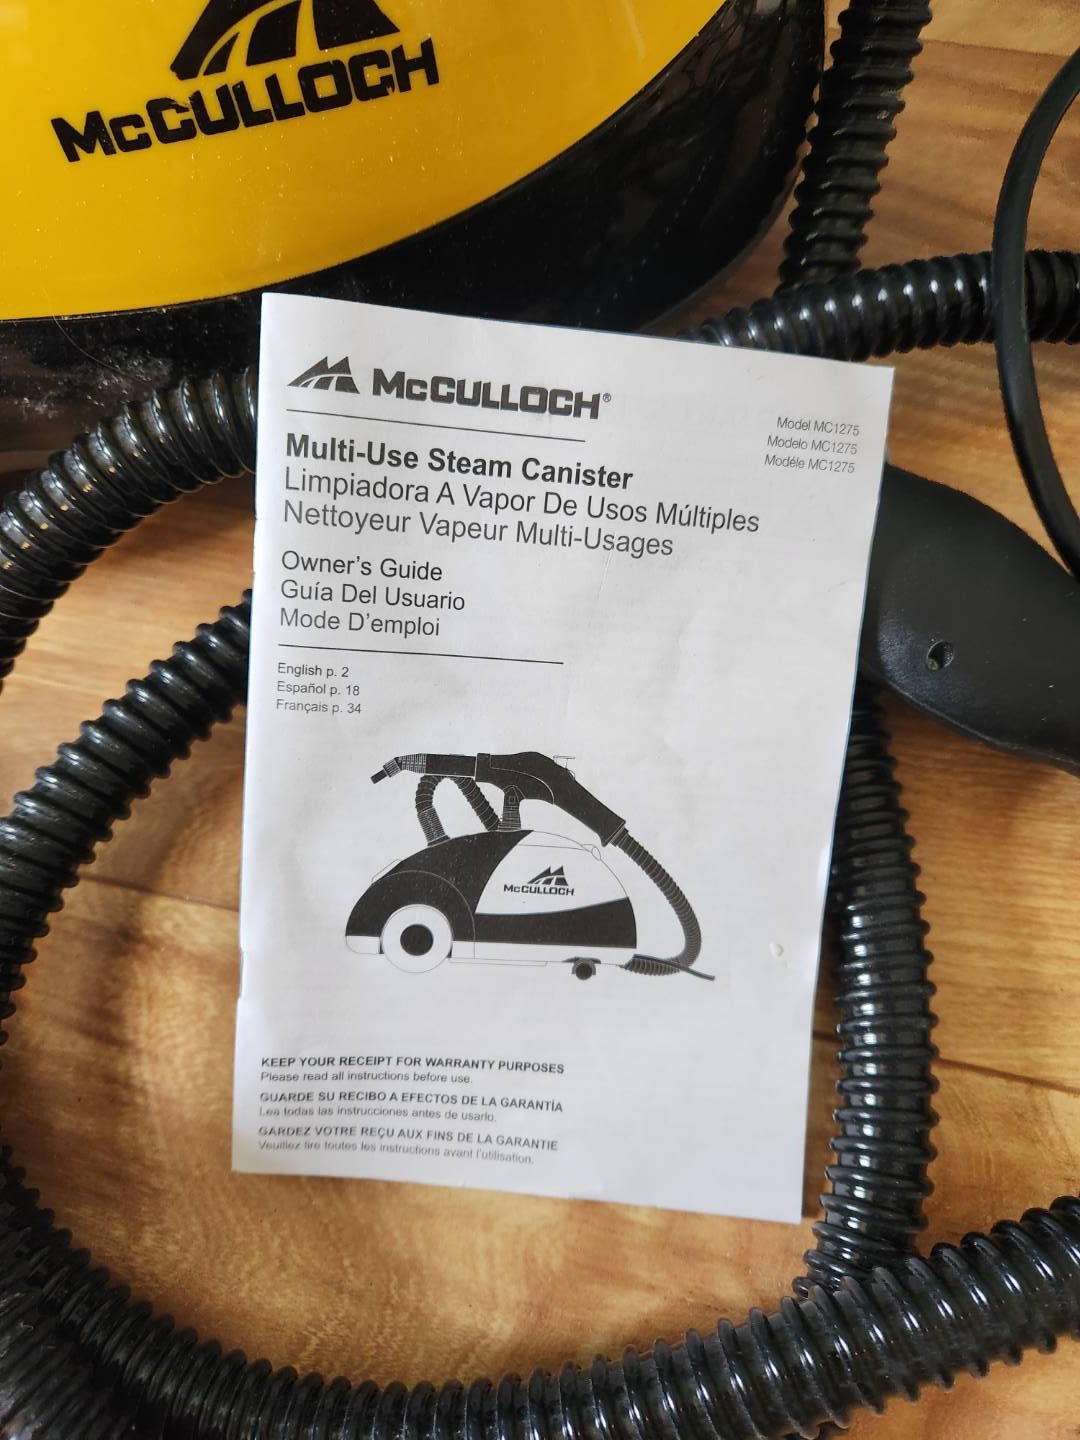 McCULLOCH
McCULLOCH®
Model MC1275
Modelo MC1275
Modéle MC1275
Multi-Use Steam Canister
Limpiadora A Vapor De Usos Múltiples
Nettoyeur Vapeur Multi-Usages
Owner's Guide
Guía Del Usuario
Mode D'emploi
English p. 2
Español p. 18
Français p. 34
McCULLOCH
KEEP YOUR RECEIPT FOR WARRANTY PURPOSES
Please read all instructions before use.
GUARDE SU RECIBO A EFECTOS DE LA GARANTÍA
Lea todas las instrucciones antes de usarlo.
GARDEZ VOTRE REÇU AUX FINS DE LA GARANTIE
Veuillez lire toutes les instructions avant l'utilisation.